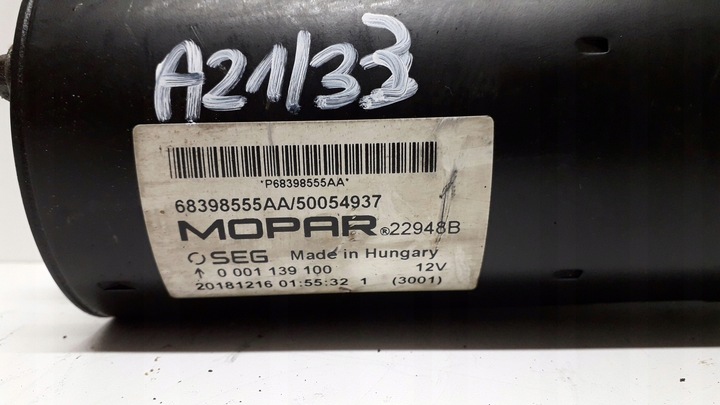 A21/33
*P68398555AA*
68398555AA/50054937
MOPAR®22948B
SEG Made in Hungary
↑ 0 001 139 100 12V
20181216 01:55:32 1 (3001)